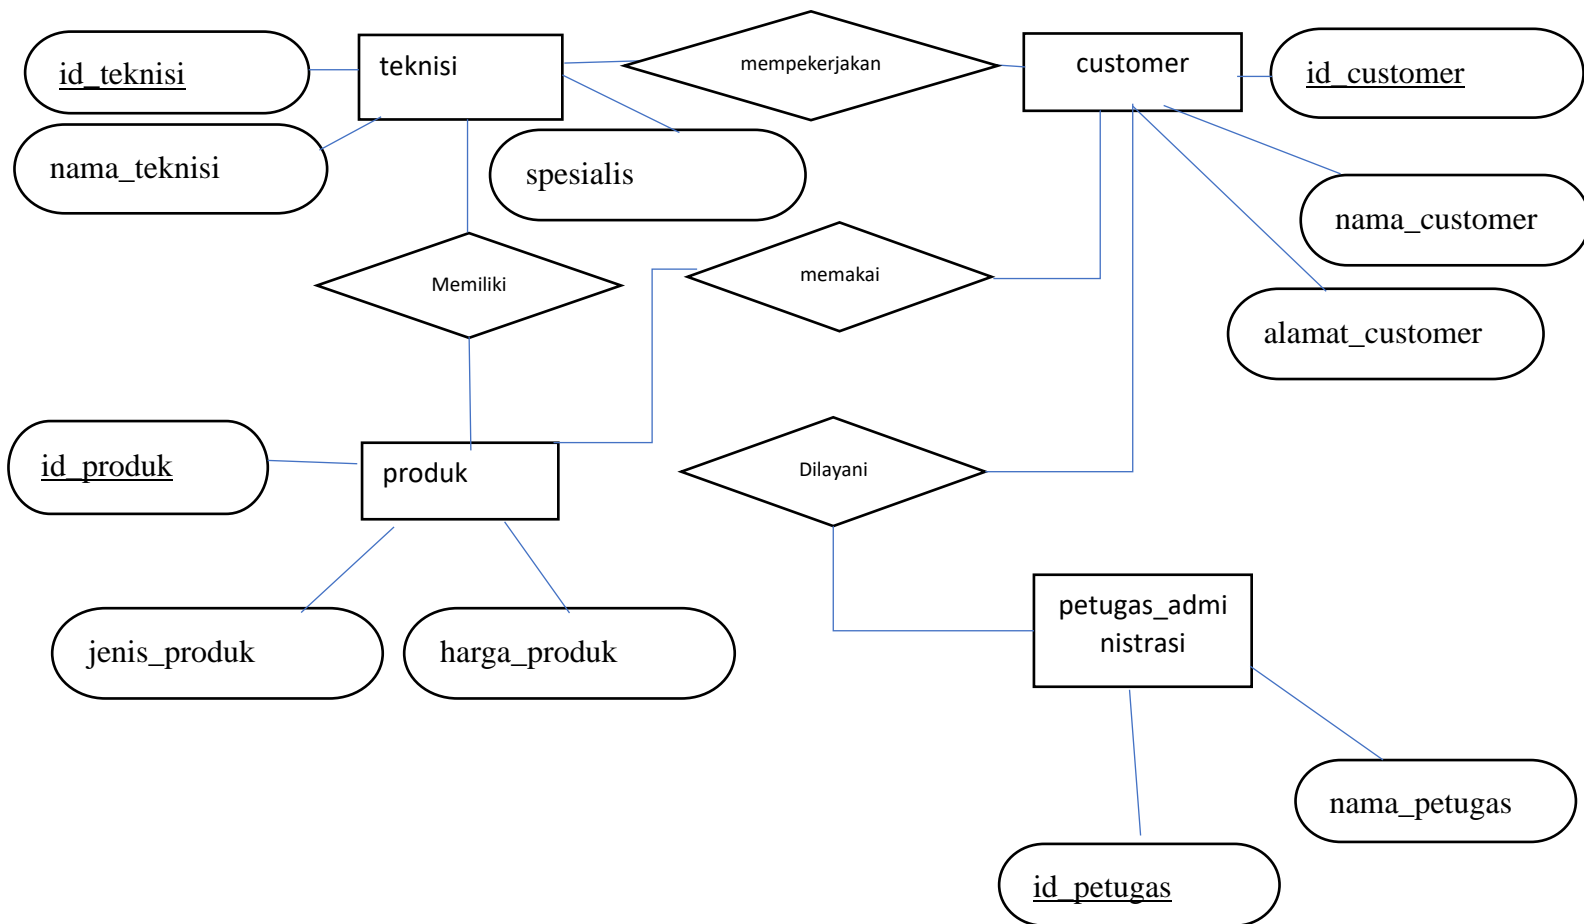 id_teknisi
teknisi
mempekerjakan
customer
id_customer
nama_teknisi
spesialis
nama_customer
Memiliki
memakai
alamat_customer
id_produk
produk
Dilayani
petugas_admi
nistrasi
jenis_produk
harga_produk
nama_petugas
id_petugas